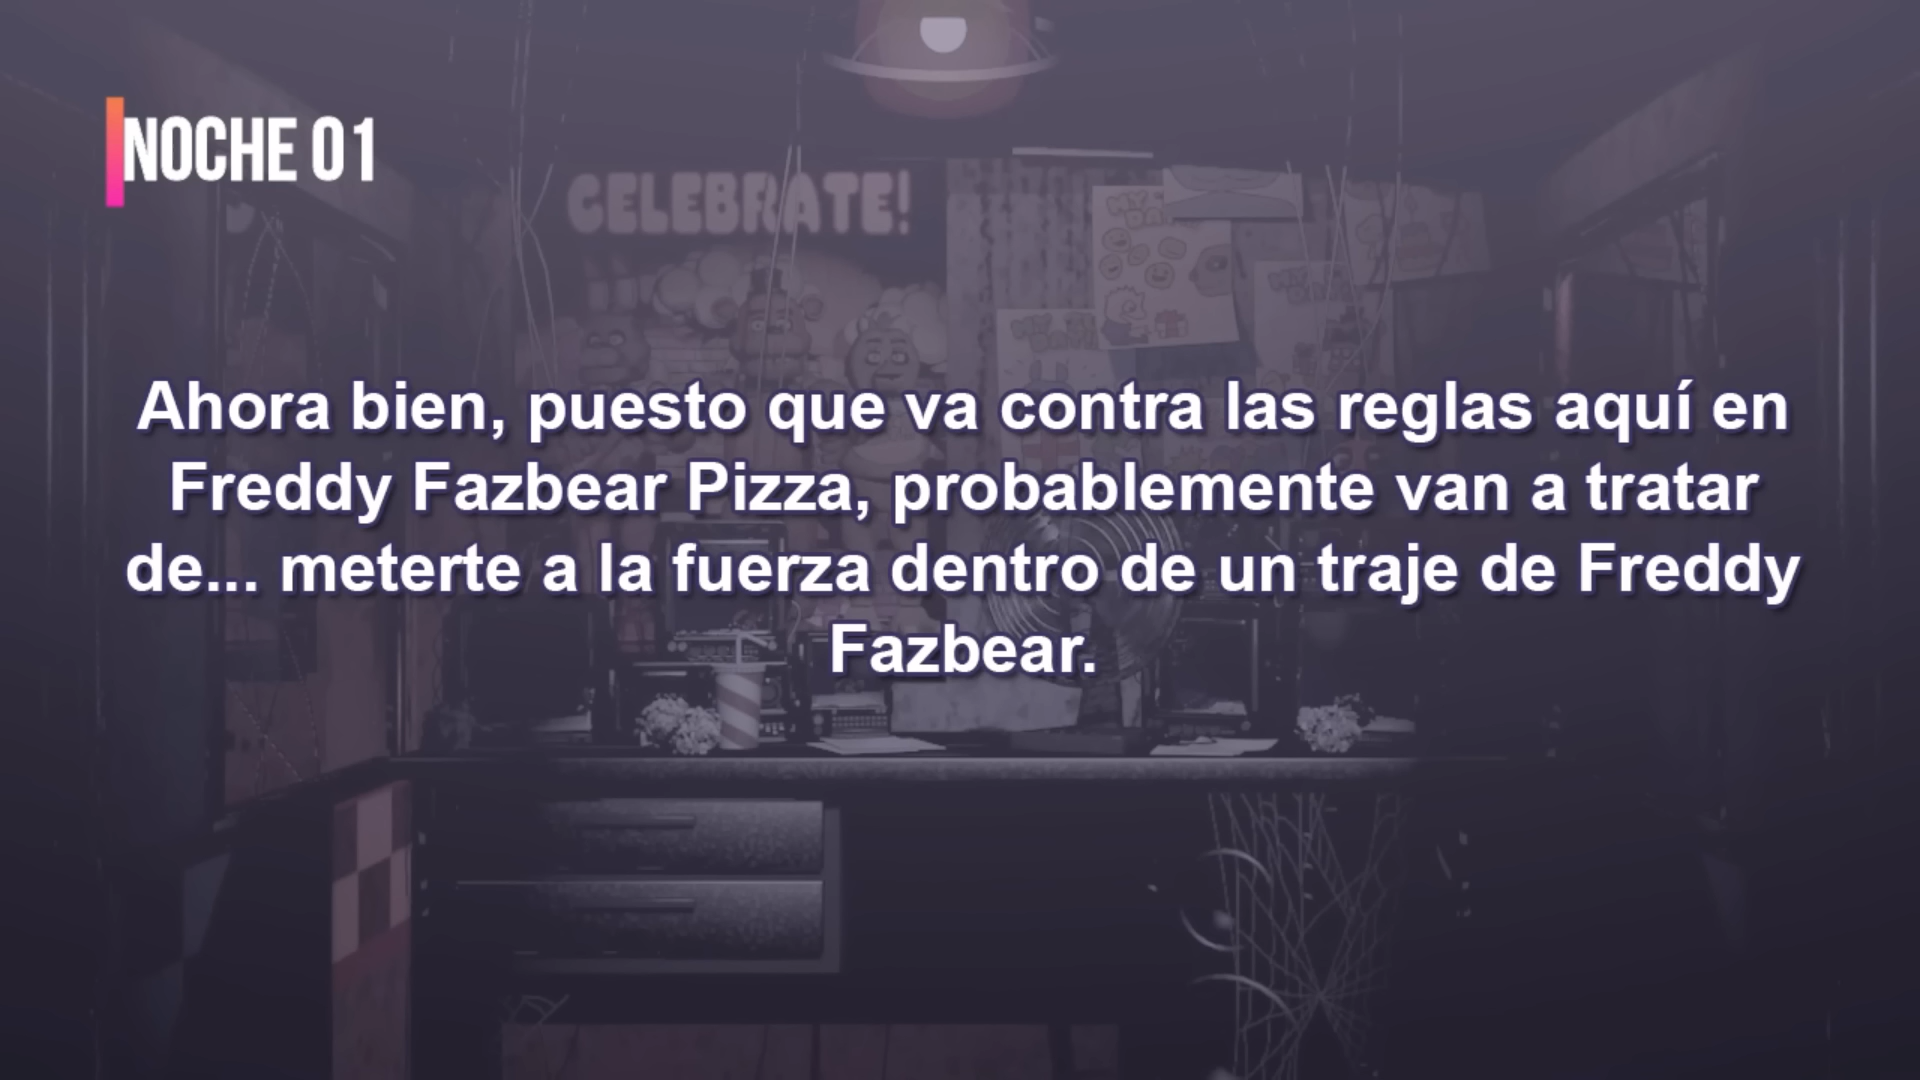 NOCHE 01
CELEBRATE!
Ahora bien, puesto que va contra las reglas aquí en
Freddy Fazbear Pizza, probablemente van a tratar
de... meterte a la fuerza dentro de un traje de Freddy
Fazbear.